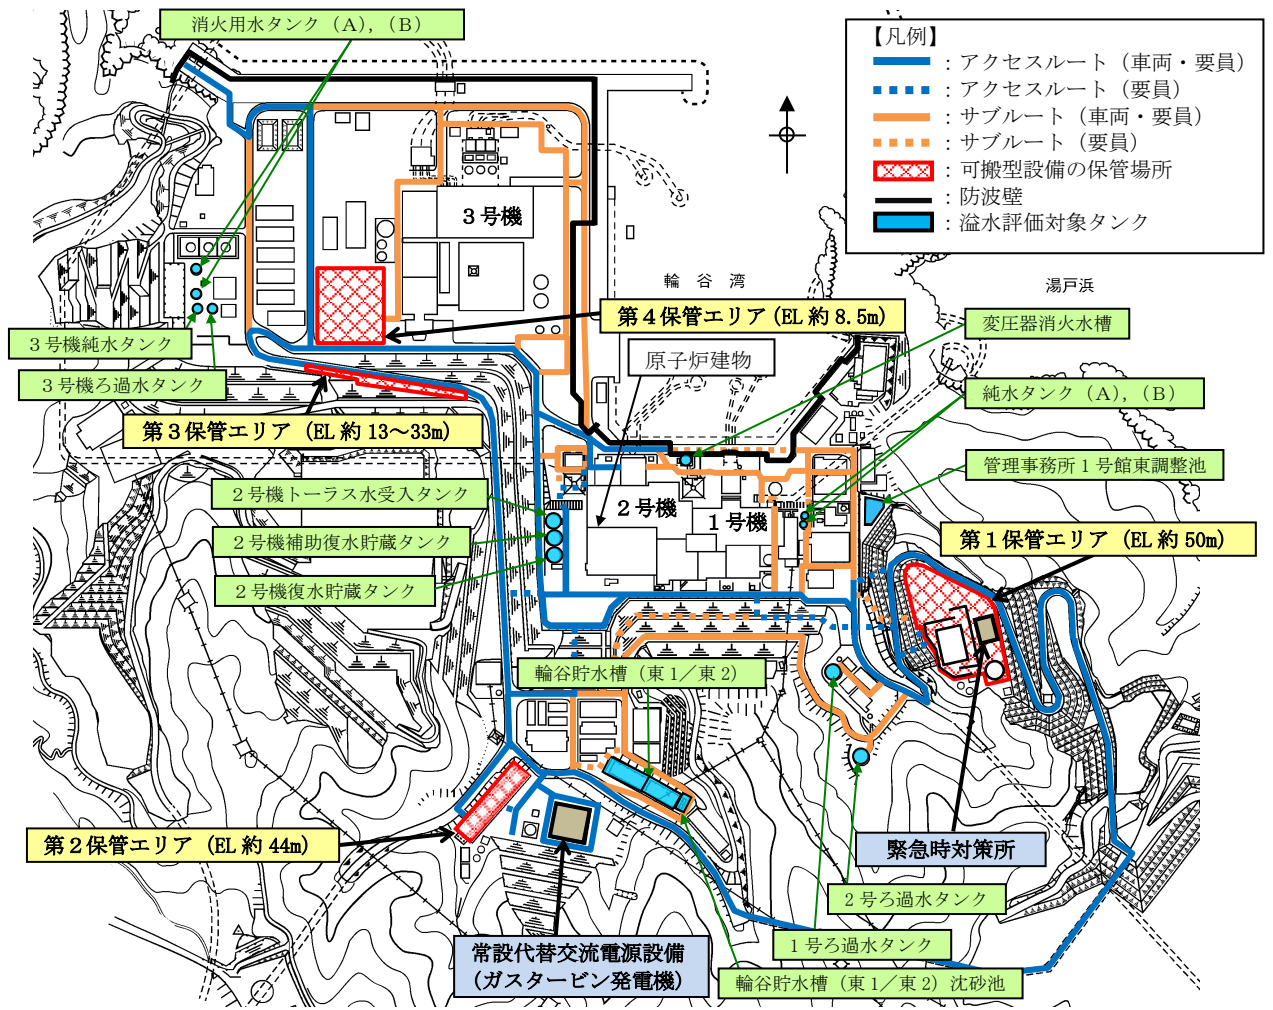 消火用水タンク（A），（B）
【凡例】
：アクセスルート（車両・要員）
：アクセスルート（要員）
：サブルート（車両・要員）
：サブルート（要員）
：可搬型設備の保管場所
：防波壁
：溢水評価対象タンク
３号機
輪谷湾
湯戸浜
第４保管エリア（EL 約 8.5m）
変圧器消火水槽
３号機純水タンク
原子炉建物
３号機ろ過水タンク
純水タンク（A），（B）
第３保管エリア（EL 約 13～33m）
管理事務所１号館東調整池
２号機トーラス水受入タンク
２号機
１号機
２号機補助復水貯蔵タンク
第１保管エリア（EL 約 50m）
２号機復水貯蔵タンク
輪谷貯水槽（東１／東２）
第２保管エリア（EL 約 44m）
緊急時対策所
２号ろ過水タンク
１号ろ過水タンク
常設代替交流電源設備
（ガスタービン発電機）
輪谷貯水槽（東１／東２）沈砂池